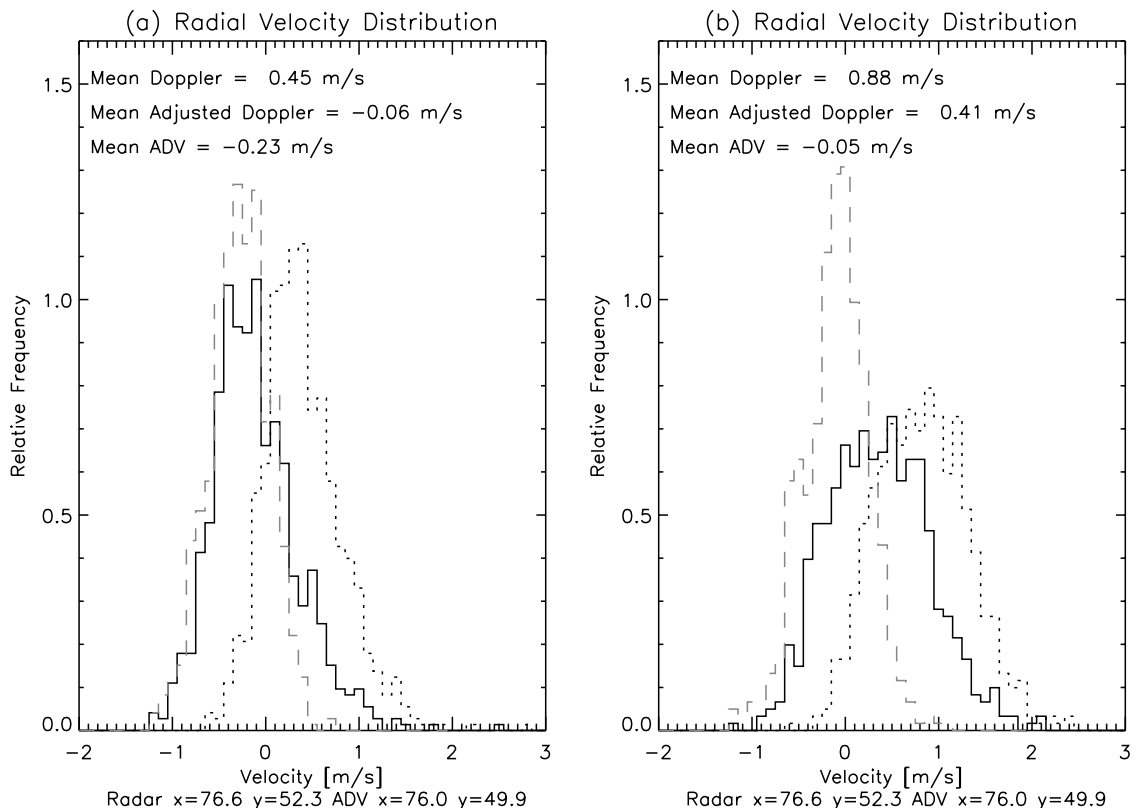 (a) Radial Velocity Distribution
Mean Doppler = 0.45 m/s
Mean Adjusted Doppler = −0.06 m/s
Mean ADV = −0.23 m/s
1.5
1.0
0.5
0.0
Relative Frequency
−2 −1 0 1 2 3
Velocity [m/s]
Radar x=76.6 y=52.3 ADV x=76.0 y=49.9
(b) Radial Velocity Distribution
Mean Doppler = 0.88 m/s
Mean Adjusted Doppler = 0.41 m/s
Mean ADV = −0.05 m/s
1.5
1.0
0.5
0.0
Relative Frequency
−2 −1 0 1 2 3
Velocity [m/s]
Radar x=76.6 y=52.3 ADV x=76.0 y=49.9